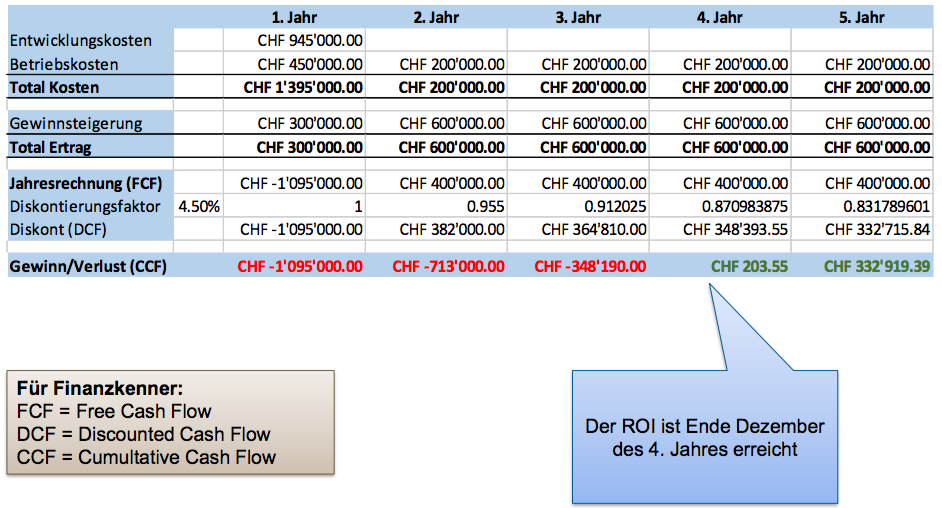 1. Jahr 2. Jahr 3. Jahr 4. Jahr 5. Jahr
Entwicklungskosten CHF 945'000.00
Betriebskosten CHF 450'000.00 CHF 200'000.00 CHF 200'000.00 CHF 200'000.00 CHF 200'000.00
Total Kosten CHF 1'395'000.00 CHF 200'000.00 CHF 200'000.00 CHF 200'000.00 CHF 200'000.00
Gewinnsteigerung CHF 300'000.00 CHF 600'000.00 CHF 600'000.00 CHF 600'000.00 CHF 600'000.00
Total Ertrag CHF 300'000.00 CHF 600'000.00 CHF 600'000.00 CHF 600'000.00 CHF 600'000.00
Jahresrechnung (FCF) CHF -1'095'000.00 CHF 400'000.00 CHF 400'000.00 CHF 400'000.00 CHF 400'000.00
Diskontierungsfaktor 4.50% 1 0.955 0.912025 0.870983875 0.831789601
Diskont (DCF) CHF -1'095'000.00 CHF 382'000.00 CHF 364'810.00 CHF 348'393.55 CHF 332'715.84
Gewinn/Verlust (CCF) CHF -1'095'000.00 CHF -713'000.00 CHF -348'190.00 CHF 203.55 CHF 332'919.39
Für Finanzkenner:
FCF = Free Cash Flow
DCF = Discounted Cash Flow
CCF = Cumultative Cash Flow
Der ROI ist Ende Dezember
des 4. Jahres erreicht